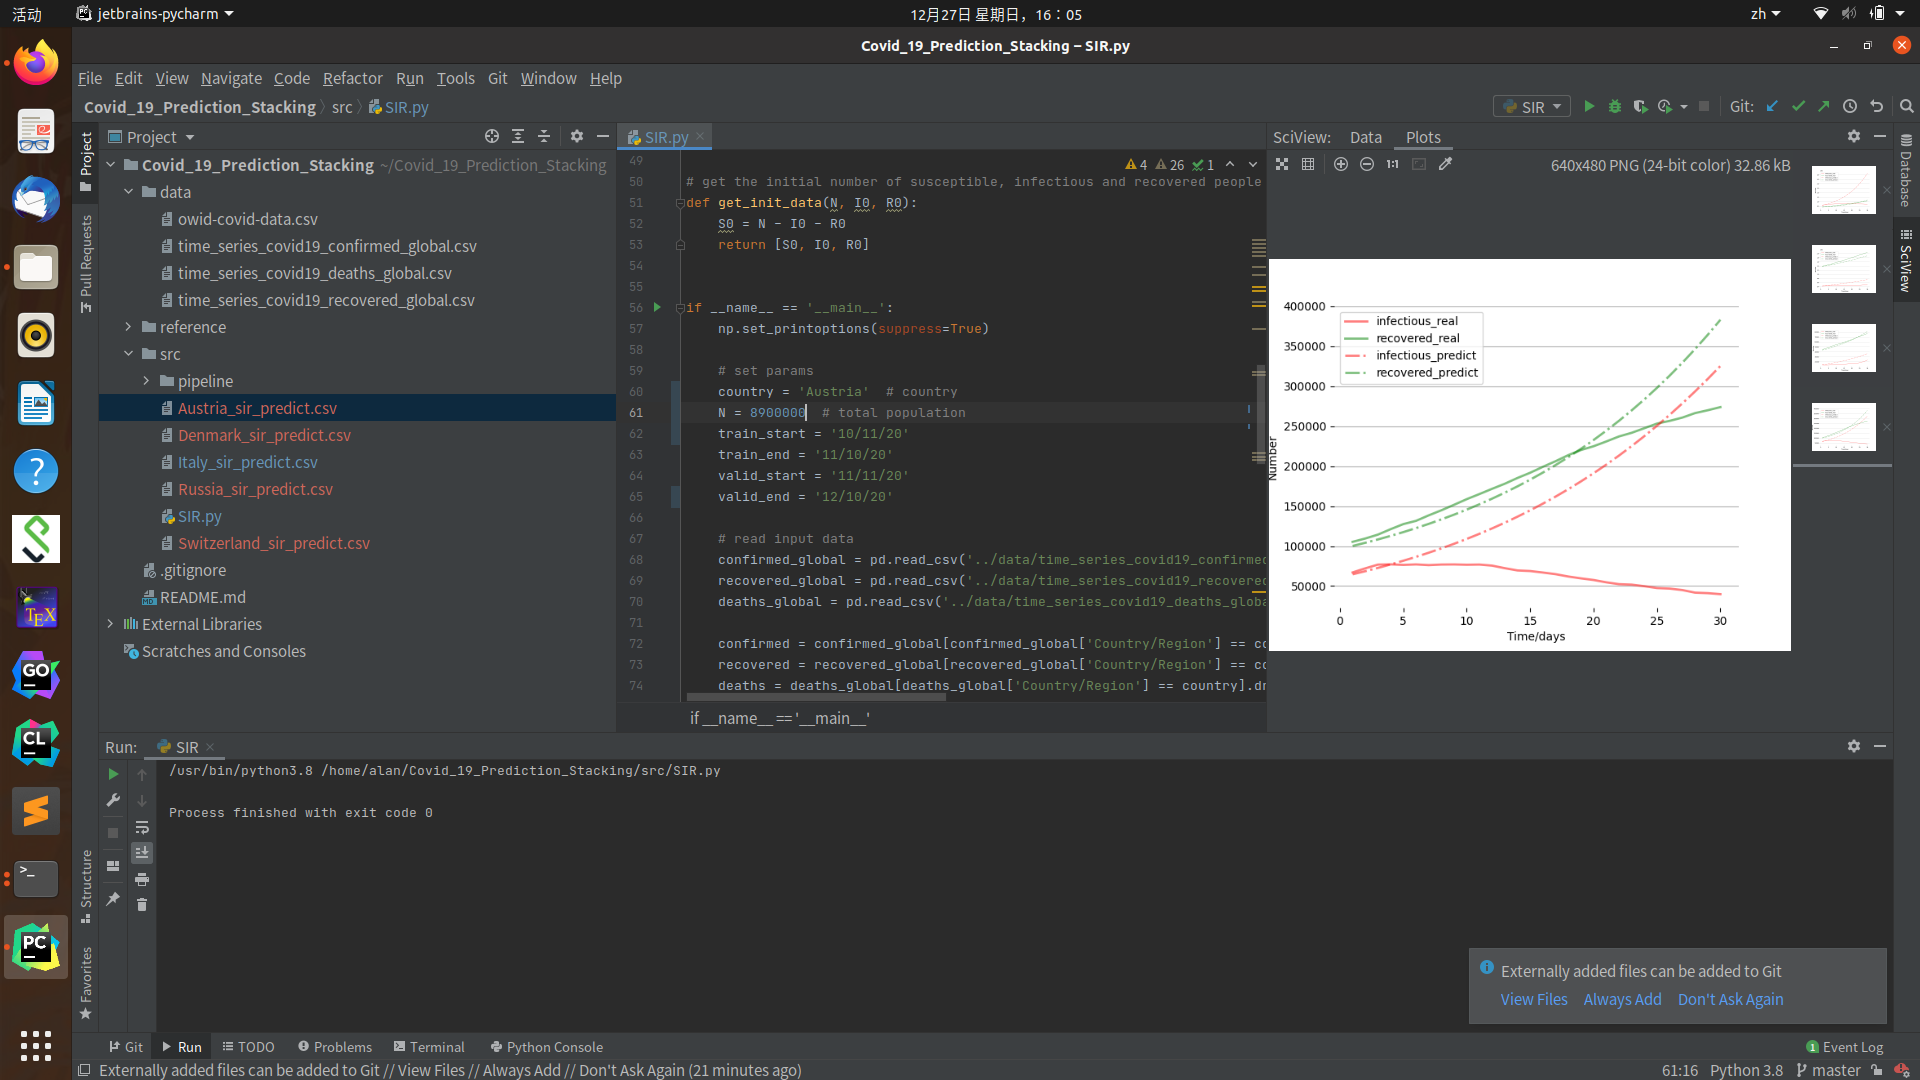 活动
jetbrains-pycharm
12月27日 星期日，16：05
zh
Covid_19_Prediction_Stacking – SIR.py
File Edit View Navigate Code Refactor Run Tools Git Window Help
Covid_19_Prediction_Stacking src SIR.py
SIR
Git:
Project
Pull Requests
Structure
Favorites
Project
Covid_19_Prediction_Stacking ~/Covid_19_Prediction_Stacking
data
owid-covid-data.csv
time_series_covid19_confirmed_global.csv
time_series_covid19_deaths_global.csv
time_series_covid19_recovered_global.csv
reference
src
pipeline
Austria_sir_predict.csv
Denmark_sir_predict.csv
Italy_sir_predict.csv
Russia_sir_predict.csv
SIR.py
Switzerland_sir_predict.csv
.gitignore
README.md
External Libraries
Scratches and Consoles
SIR.py
4 26 1
49
50 # get the initial number of susceptible, infectious and recovered people
51 def get_init_data(N, I0, R0):
52 S0 = N - I0 - R0
53 return [S0, I0, R0]
54
55
56 if __name__ == '__main__':
57 np.set_printoptions(suppress=True)
58
59 # set params
60 country = 'Austria' # country
61 N = 8900000 # total population
62 train_start = '10/11/20'
63 train_end = '11/10/20'
64 valid_start = '11/11/20'
65 valid_end = '12/10/20'
66
67 # read input data
68 confirmed_global = pd.read_csv('../data/time_series_covid19_confirmed
69 recovered_global = pd.read_csv('../data/time_series_covid19_recovered
70 deaths_global = pd.read_csv('../data/time_series_covid19_deaths_globa
71
72 confirmed = confirmed_global[confirmed_global['Country/Region'] == co
73 recovered = recovered_global[recovered_global['Country/Region'] == co
74 deaths = deaths_global[deaths_global['Country/Region'] == country].dr
if __name__ == '__main__'
SciView: Data Plots
1:1
640x480 PNG (24-bit color) 32.86 kB
400000
350000
300000
250000
200000
150000
100000
50000
Number
infectious_real
recovered_real
infectious_predict
recovered_predict
0 5 10 15 20 25 30
Time/days
Database
SciView
Run: SIR
/usr/bin/python3.8 /home/alan/Covid_19_Prediction_Stacking/src/SIR.py
Process finished with exit code 0
Externally added files can be added to Git
View Files Always Add Don't Ask Again
Git Run TODO Problems Terminal Python Console
1 Event Log
Externally added files can be added to Git // View Files // Always Add // Don't Ask Again (21 minutes ago)
61:16 Python 3.8 master
TEX
GO
CL
>_
PC